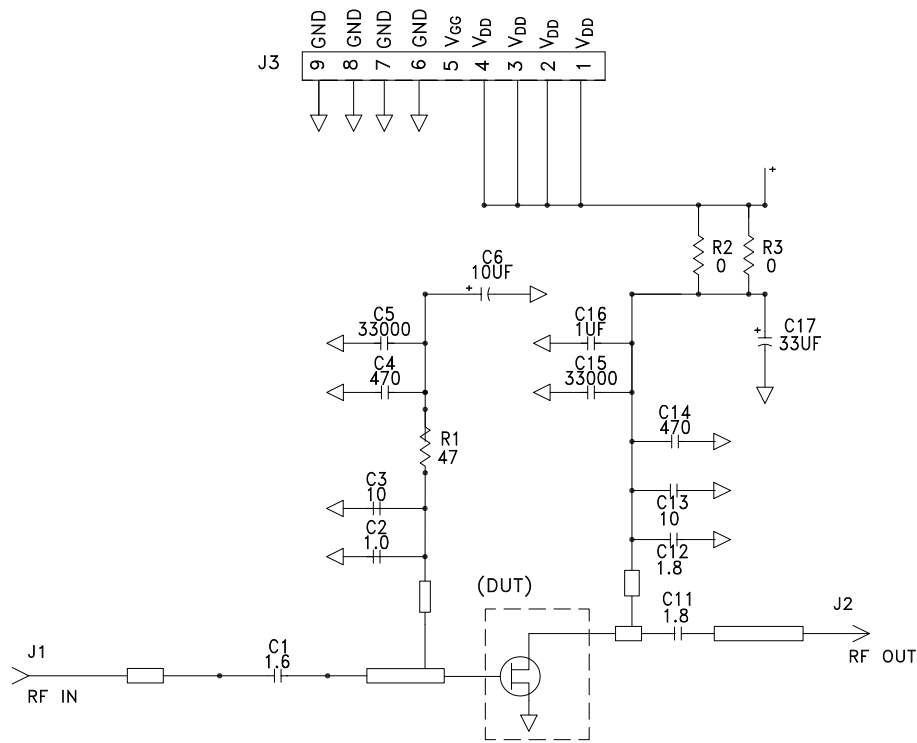 GND
GND
GND
GND
VGG
VDD
VDD
VDD
VDD
J3
9
8
7
6
5
4
3
2
1
+
R2
0
R3
0
C6
10UF
+
C5
33000
C4
470
R1
47
C3
10
C2
1.0
C16
1UF
C15
33000
+
C17
33UF
C14
470
C13
10
C12
1.8
(DUT)
C11
1.8
J2
RF OUT
J1
RF IN
C1
1.6